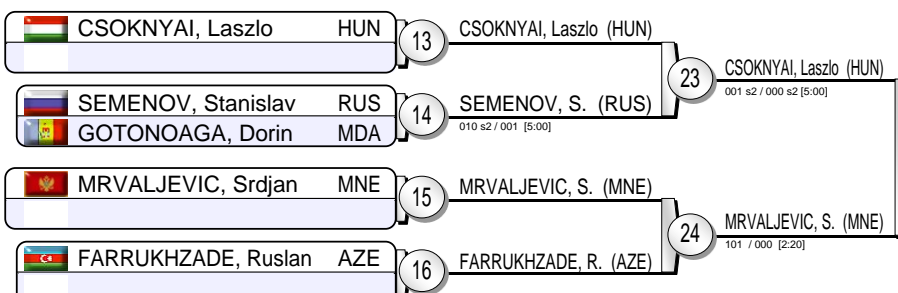 CSOKNYAI, Laszlo HUN
13
CSOKNYAI, Laszlo (HUN)
23
CSOKNYAI, Laszlo (HUN)
001 s2 / 000 s2 [5:00]
SEMENOV, Stanislav RUS
GOTONOAGA, Dorin MDA
14
SEMENOV, S. (RUS)
010 s2 / 001 [5:00]
MRVALJEVIC, Srdjan MNE
15
MRVALJEVIC, S. (MNE)
24
MRVALJEVIC, S. (MNE)
101 / 000 [2:20]
FARRUKHZADE, Ruslan AZE
16
FARRUKHZADE, R. (AZE)